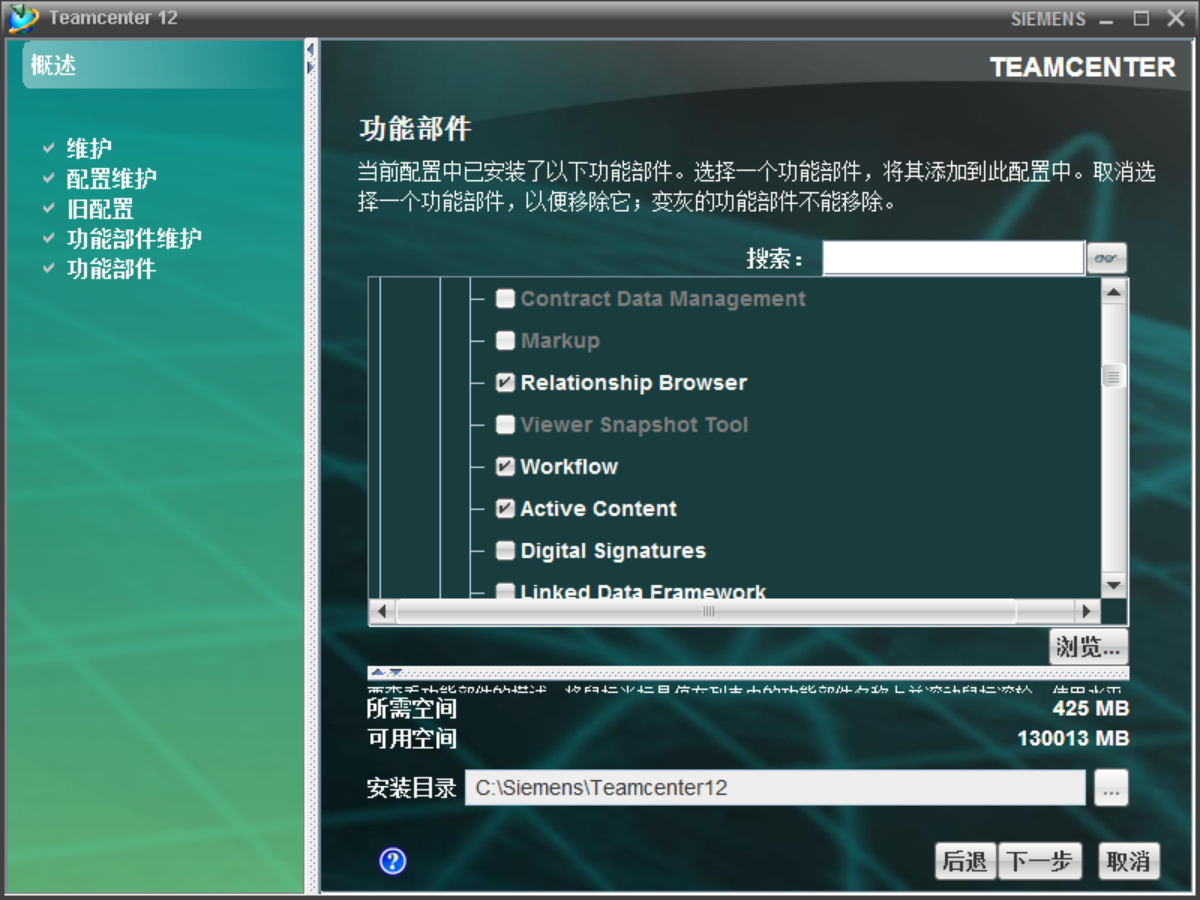 Teamcenter 12
SIEMENS
概述
TEAMCENTER
维护
配置维护
旧配置
功能部件维护
功能部件
功能部件
当前配置中已安装了以下功能部件。选择一个功能部件，将其添加到此配置中。取消选
择一个功能部件，以便移除它；变灰的功能部件不能移除。
搜索：
Contract Data Management
Markup
Relationship Browser
Viewer Snapshot Tool
Workflow
Active Content
Digital Signatures
Linked Data Framework
浏览...
所需空间 425 MB
可用空间 130013 MB
安装目录 C:\Siemens\Teamcenter12 ...
?
后退 下一步 取消